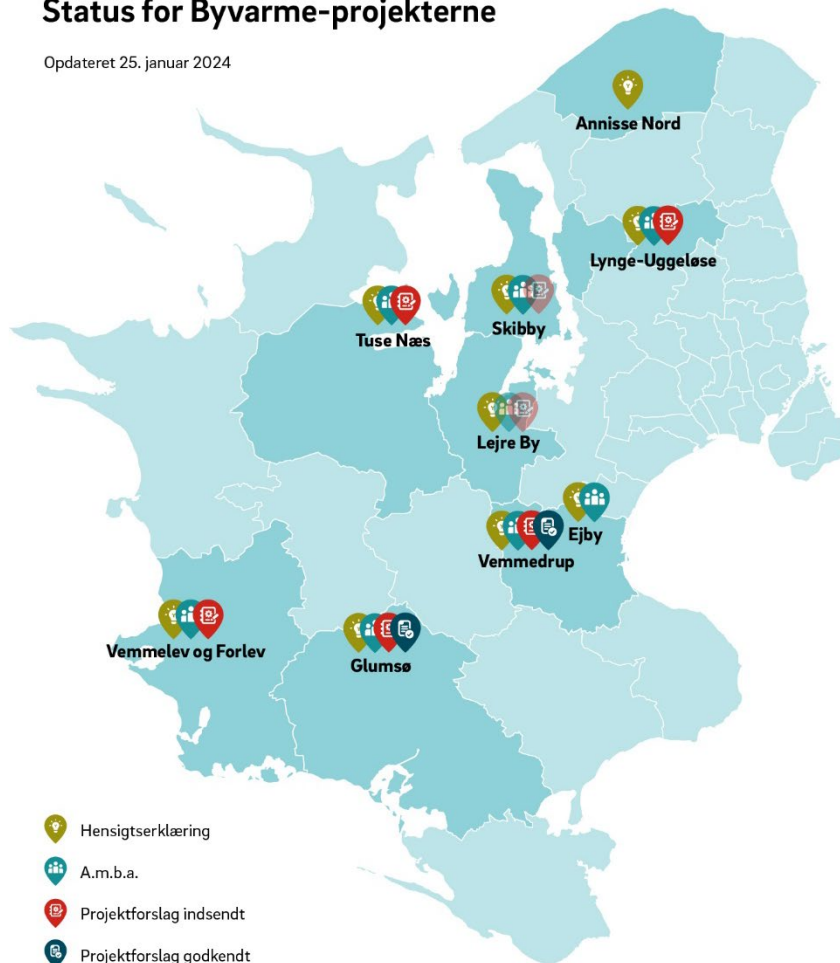 Status for Byvarme-projekterne
Opdateret 25. januar 2024
Annisse Nord
Lynge-Uggeløse
Skibby
Tuse Næs
Lejre By
Ejby
Vemmedrup
Vemmelev og Forlev
Glumsø
Hensigtserklæring
A.m.b.a.
Projektforslag indsendt
Projektforslag godkendt